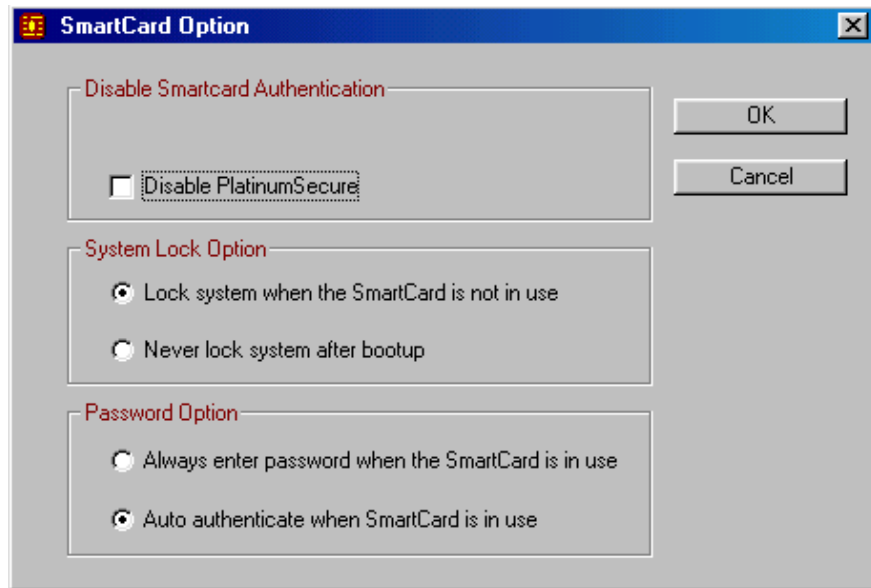 SmartCard Option
Disable Smartcard Authentication
OK
Disable PlatinumSecure
Cancel
System Lock Option
Lock system when the SmartCard is not in use
Never lock system after bootup
Password Option
Always enter password when the SmartCard is in use
Auto authenticate when SmartCard is in use